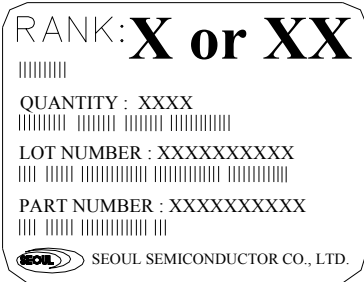 RANK: X or XX
QUANTITY : XXXX
LOT NUMBER : XXXXXXXXXX
PART NUMBER : XXXXXXXXXX
SEOUL SEOUL SEMICONDUCTOR CO., LTD.